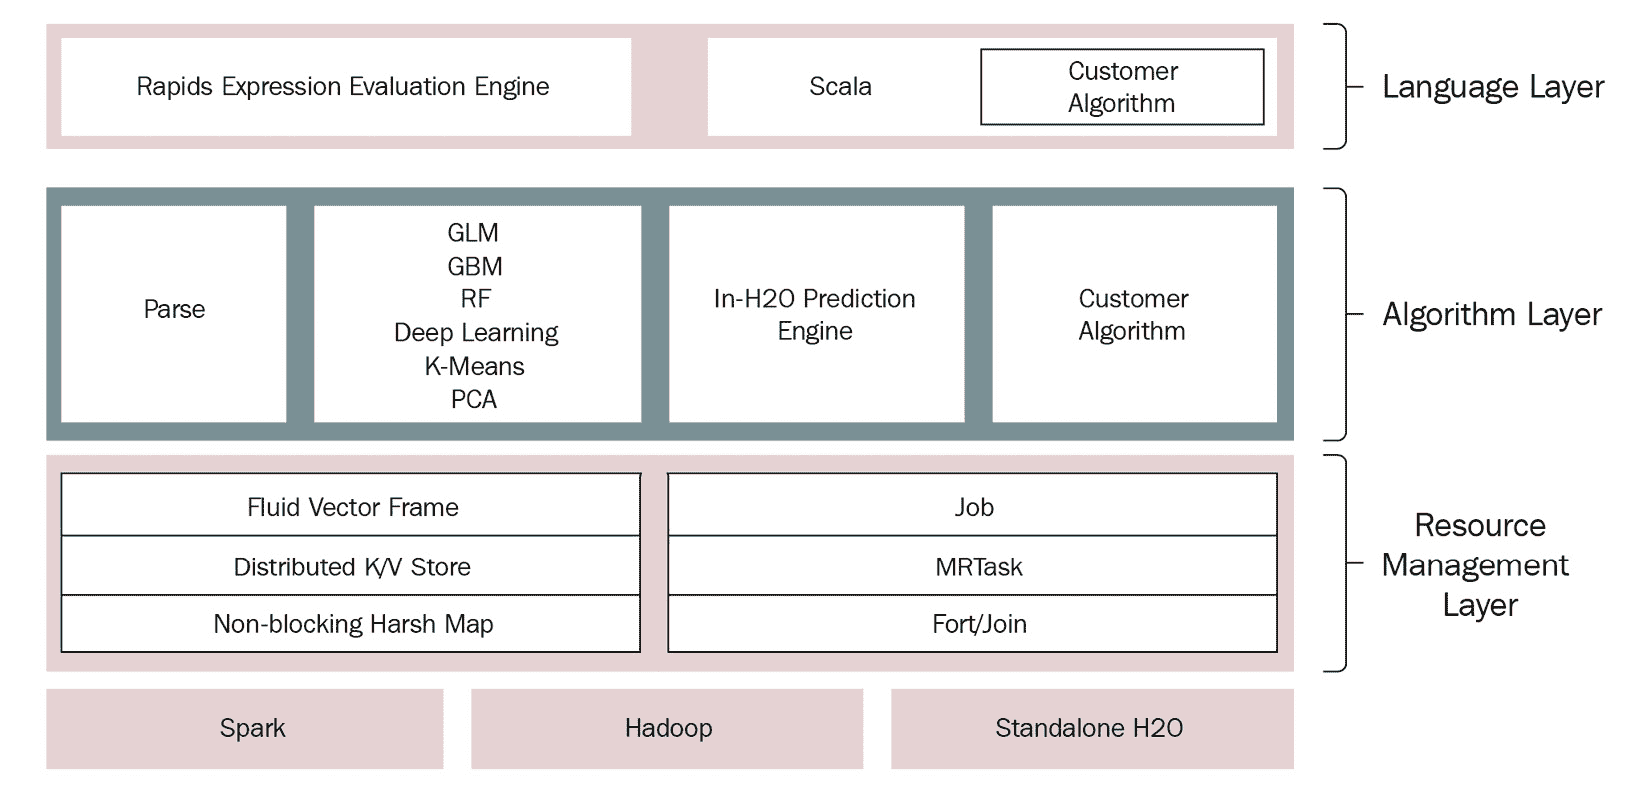 Rapids Expression Evaluation Engine
Scala
Customer
Algorithm
Language Layer
Parse
GLM
GBM
RF
Deep Learning
K-Means
PCA
In-H2O Prediction
Engine
Customer
Algorithm
Algorithm Layer
Fluid Vector Frame
Distributed K/V Store
Non-blocking Harsh Map
Job
MRTask
Fort/Join
Resource
Management
Layer
Spark
Hadoop
Standalone H2O